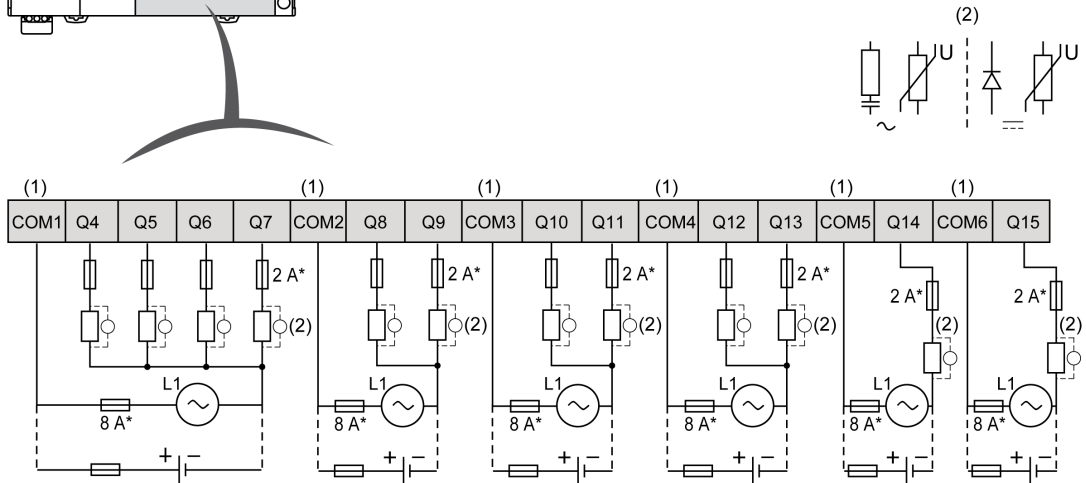 (2)
U U
(1) (1) (1) (1) (1) (1)
COM1 Q4 Q5 Q6 Q7 COM2 Q8 Q9 COM3 Q10 Q11 COM4 Q12 Q13 COM5 Q14 COM6 Q15
2 A* 2 A* 2 A* 2 A* 2 A* 2 A*
(2) (2) (2) (2) (2) (2)
L1 L1 L1 L1 L1 L1
8 A* 8 A* 8 A* 8 A* 8 A* 8 A*
+ − + − + − + − + − + −